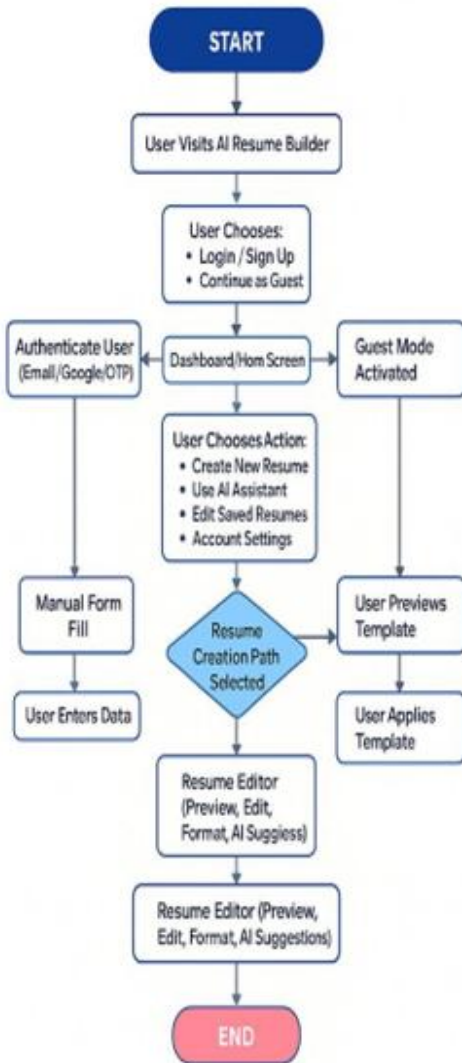 START
User Visits AI Resume Builder
User Chooses:
• Login / Sign Up
• Continue as Guest
Authenticate User
(Email/Google/OTP)
Dashboard/Hom Screen
Guest Mode
Activated
User Chooses Action:
• Create New Resume
• Use AI Assistant
• Edit Saved Resumes
• Account Settings
Manual Form
Fill
Resume
Creation Path
Selected
User Previews
Template
User Enters Data
User Applies
Template
Resume Editor
(Preview, Edit,
Format, AI Suggiess)
Resume Editor (Preview,
Edit, Format, AI Suggestions)
END